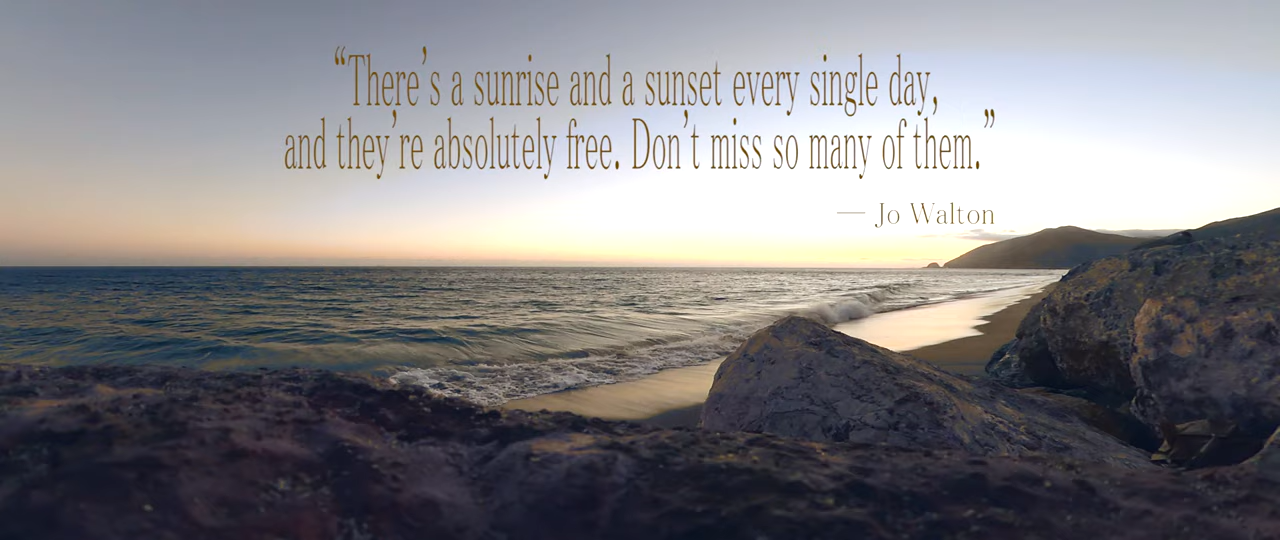 “There’s a sunrise and a sunset every single day,
and they’re absolutely free. Don’t miss so many of them.”
— Jo Walton